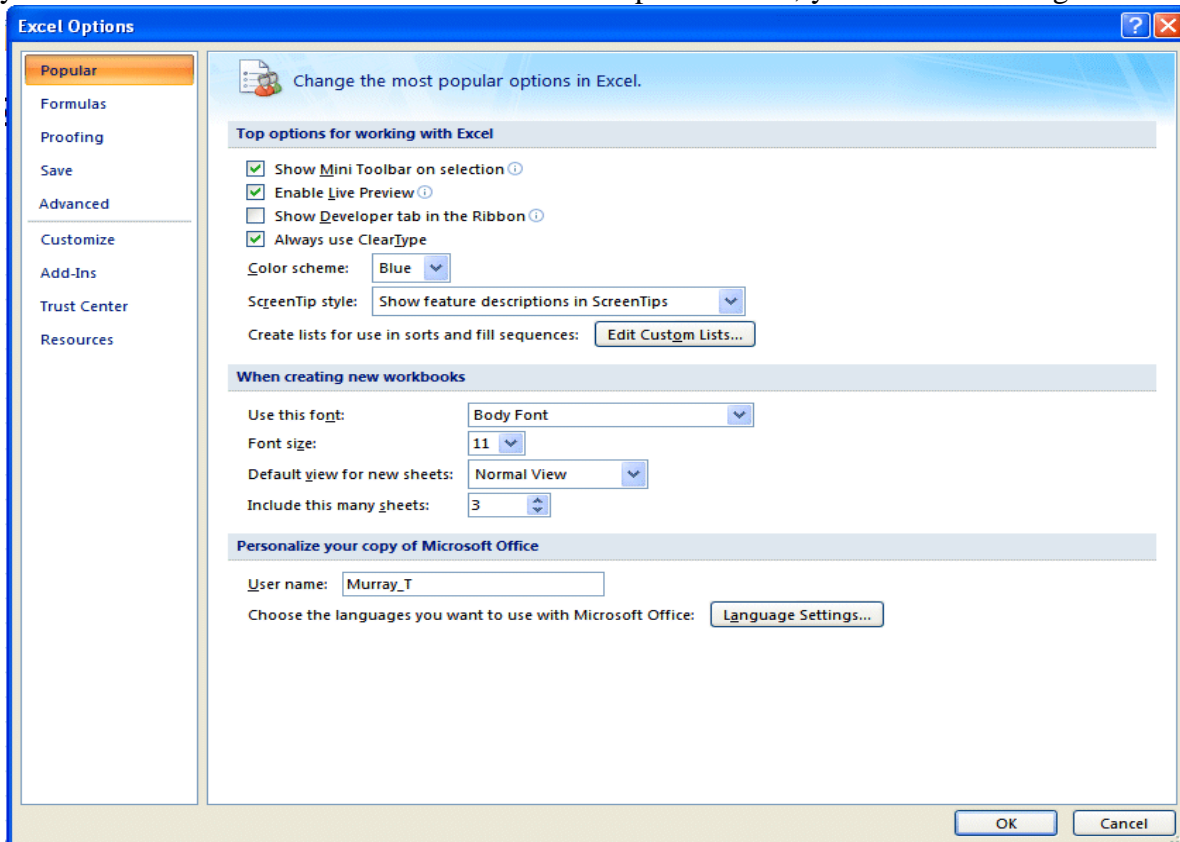 Excel Options
Popular
Formulas
Proofing
Save
Advanced
Customize
Add-Ins
Trust Center
Resources
Change the most popular options in Excel.
Top options for working with Excel
Show Mini Toolbar on selection
Enable Live Preview
Show Developer tab in the Ribbon
Always use ClearType
Color scheme: Blue
ScreenTip style: Show feature descriptions in ScreenTips
Create lists for use in sorts and fill sequences: Edit Custom Lists...
When creating new workbooks
Use this font: Body Font
Font size: 11
Default view for new sheets: Normal View
Include this many sheets: 3
Personalize your copy of Microsoft Office
User name: Murray_T
Choose the languages you want to use with Microsoft Office: Language Settings...
OK Cancel